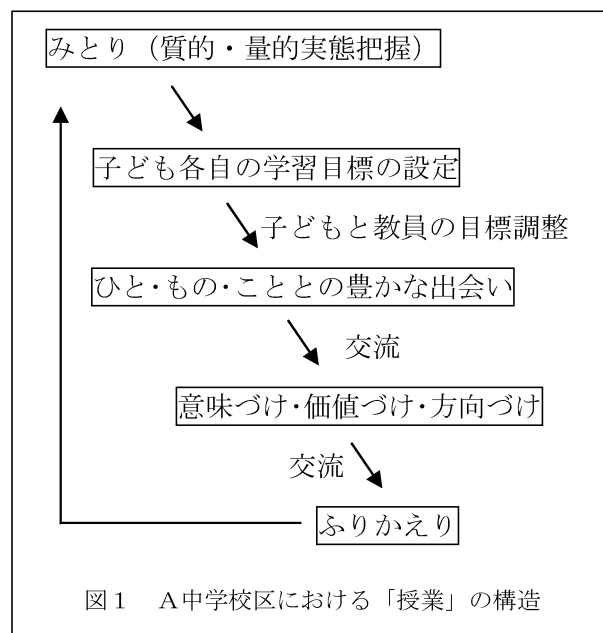 みとり（質的・量的実態把握）
子ども各自の学習目標の設定
子どもと教員の目標調整
ひと・もの・こととの豊かな出会い
交流
意味づけ・価値づけ・方向づけ
交流
ふりかえり
図１　Ａ中学校区における「授業」の構造